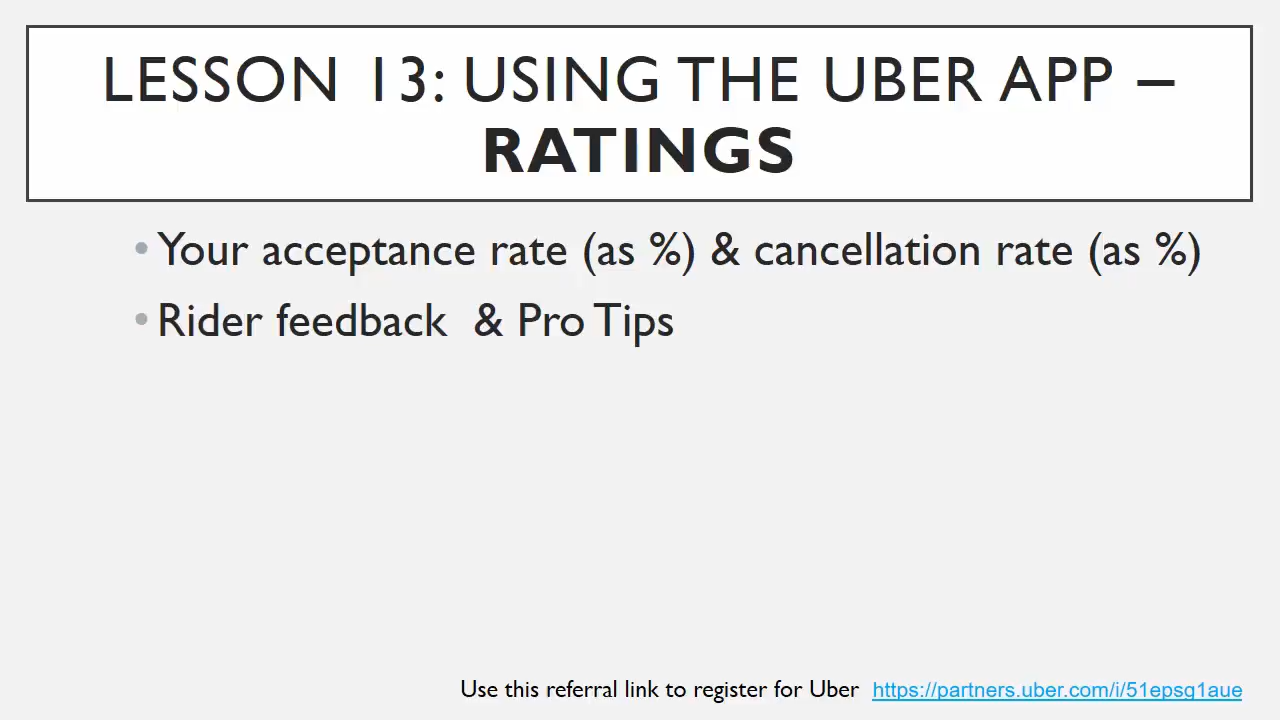 LESSON 13: USING THE UBER APP –
RATINGS
• Your acceptance rate (as %) & cancellation rate (as %)
• Rider feedback & Pro Tips
Use this referral link to register for Uber https://partners.uber.com/i/51epsq1aue